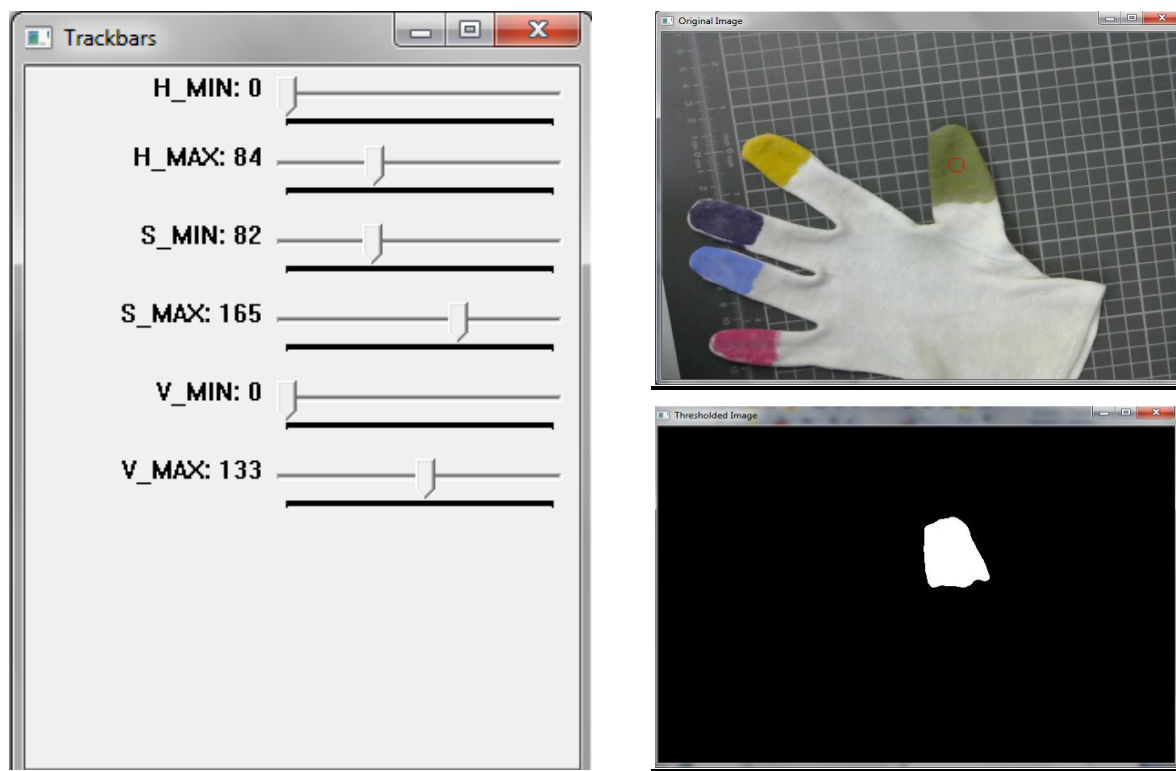 Trackbars
H_MIN: 0
H_MAX: 84
S_MIN: 82
S_MAX: 165
V_MIN: 0
V_MAX: 133
Original Image
Thresholded Image